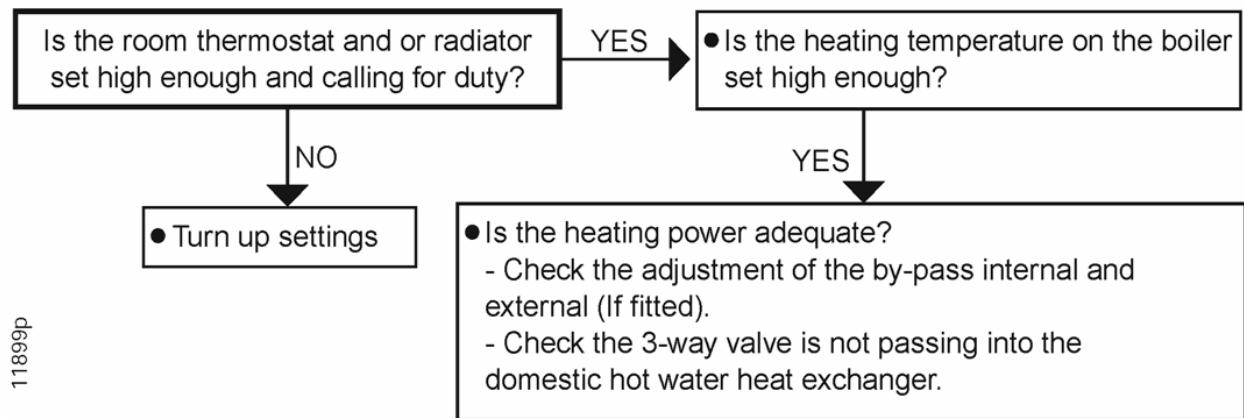 Is the room thermostat and or radiator
set high enough and calling for duty?
YES
● Is the heating temperature on the boiler
set high enough?
NO
YES
● Turn up settings
● Is the heating power adequate?
- Check the adjustment of the by-pass internal and
external (If fitted).
- Check the 3-way valve is not passing into the
domestic hot water heat exchanger.
11899p